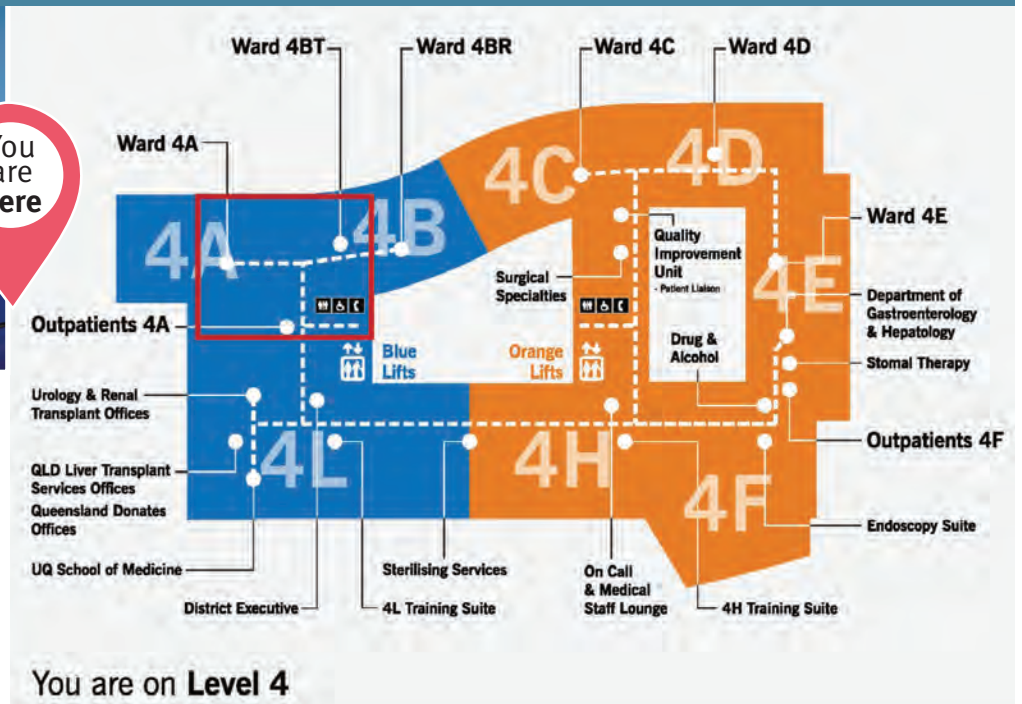 Ward 4BT
Ward 4BR
Ward 4C
Ward 4D
You
are
Ward 4A
4C
4D
4A
4B
Ward 4E
Quality
Improvement
Unit
- Patient Liaison
Surgical
Specialties
4E
Department of
Gastroenterology
& Hepatology
Outpatients 4A
Blue
Lifts
Orange
Lifts
Drug &
Alcohol
Stomal Therapy
Urology & Renal
Transplant Offices
Outpatients 4F
4L
4H
QLD Liver Transplant
Services Offices
Queensland Donates
Offices
4F
Endoscopy Suite
UQ School of Medicine
Sterilising Services
On Call
& Medical
Staff Lounge
District Executive
4L Training Suite
4H Training Suite
You are on Level 4